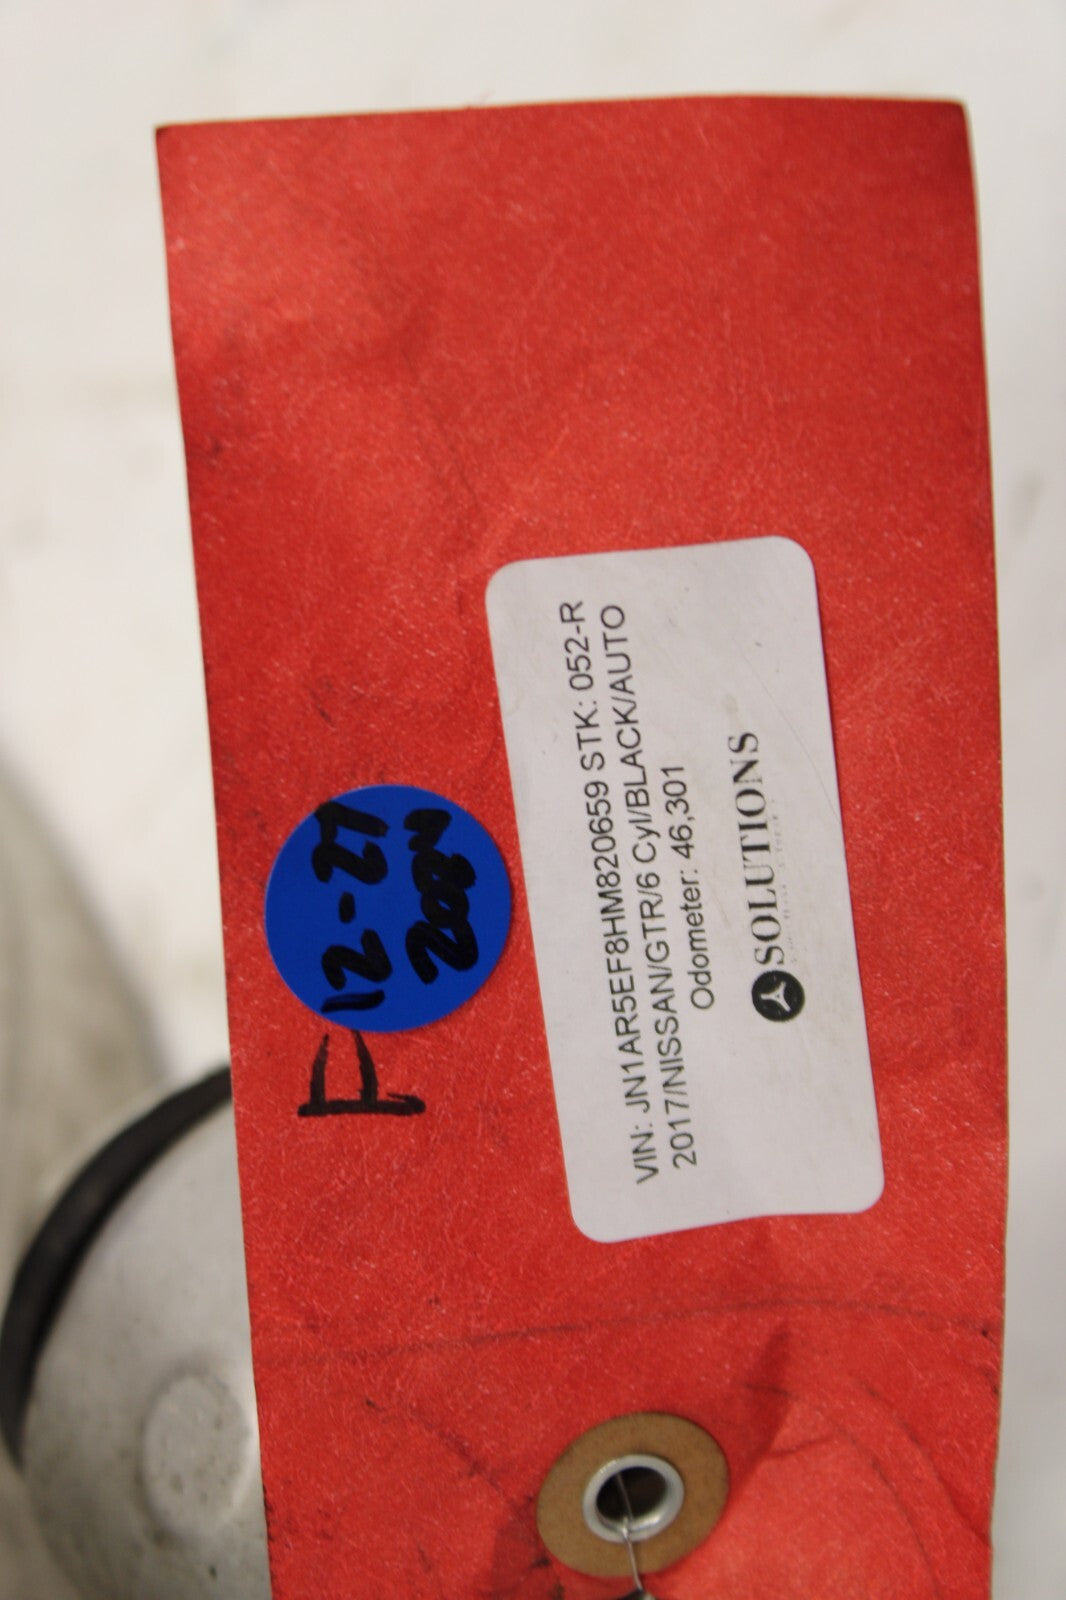 12-27
VIN: JN1AR5EF8HM820659 STK: 052-R
2017/NISSAN/GTR/6 Cyl/BLACK/AUTO
Odometer: 46,301
SOLUTIONS